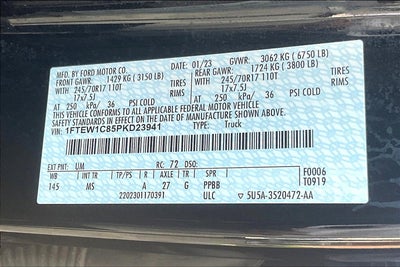 MFD. BY FORD MOTOR CO. 01/23 GVWR: 3062 KG ( 6750 LB)
FRONT GAWR: 1429 KG ( 3150 LB) REAR GAWR: 1724 KG ( 3800 LB)
WITH 245/70R17 110T TIRES WITH 245/70R17 110T TIRES
17x7.5J RIMS 17x7.5J RIMS
AT 250 kPa/ 36 PSI COLD AT 250 kPa/ 36 PSI COLD
THIS VEHICLE CONFORMS TO ALL APPLICABLE FEDERAL MOTOR VEHICLE
SAFETY STANDARDS IN EFFECT ON THE DATE OF MANUFACTURE SHOWN ABOVE.
VIN: 1FTEW1C85PKD23941 TYPE: Truck
EXT PNT: UM RC: 72 DSO:
WB INT TR TP/PS R AXLE TR SPR F0006
145 MS A 27 G PPBB T0919
2202301170391 ULC 5U5A-3520472-AA